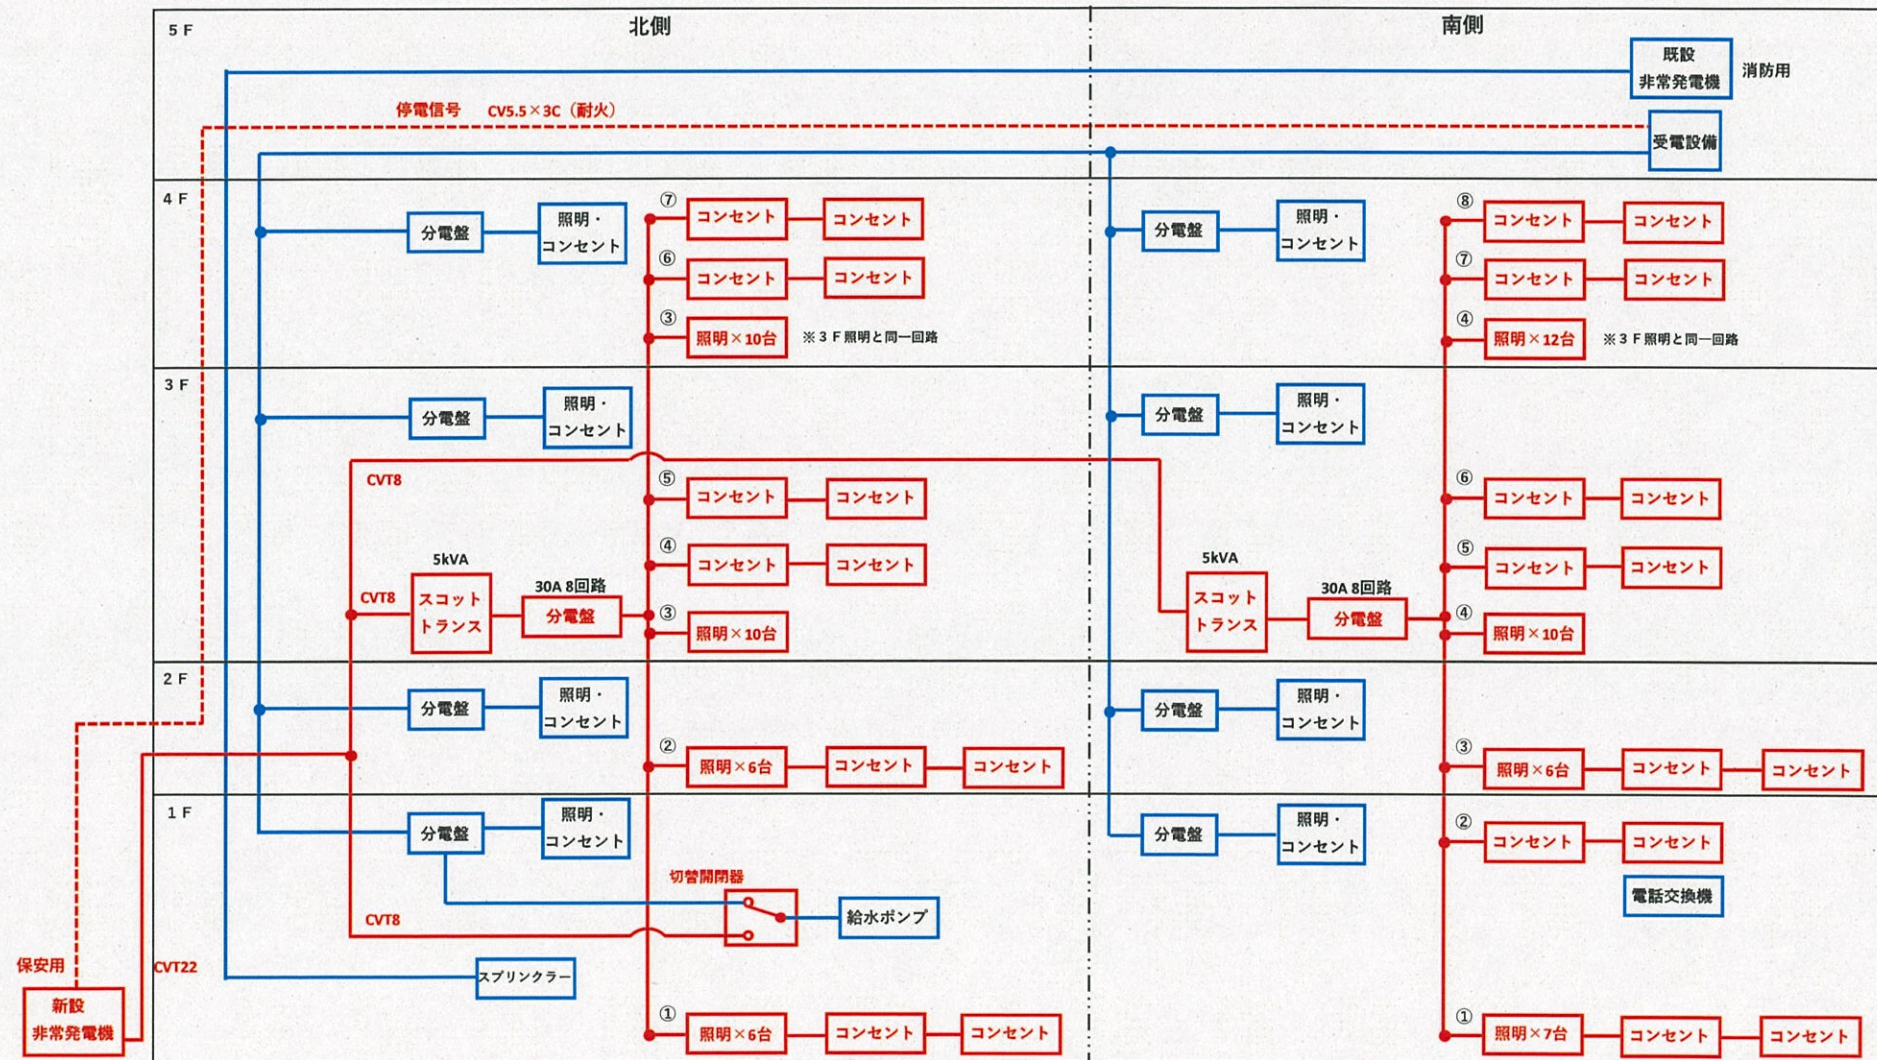 5F
北側
南側
既設
非常発電機
消防用
停電信号 CV5.5×3C（耐火）
受電設備
4F
分電盤
照明・
コンセント
⑦
コンセント
コンセント
⑥
コンセント
コンセント
③
照明×10台
※3F照明と同一回路
分電盤
照明・
コンセント
⑧
コンセント
コンセント
⑦
コンセント
コンセント
④
照明×12台
※3F照明と同一回路
3F
分電盤
照明・
コンセント
CVT8
⑤
コンセント
コンセント
④
コンセント
コンセント
5kVA
CVT8
スコット
トランス
30A 8回路
分電盤
③
照明×10台
分電盤
照明・
コンセント
⑥
コンセント
コンセント
⑤
コンセント
コンセント
5kVA
スコット
トランス
30A 8回路
分電盤
④
照明×10台
2F
分電盤
照明・
コンセント
②
照明×6台
コンセント
コンセント
分電盤
照明・
コンセント
③
照明×6台
コンセント
コンセント
1F
分電盤
照明・
コンセント
切替開閉器
CVT8
給水ポンプ
スプリンクラー
①
照明×6台
コンセント
コンセント
分電盤
照明・
コンセント
②
コンセント
コンセント
電話交換機
①
照明×7台
コンセント
コンセント
保安用
CVT22
新設
非常発電機